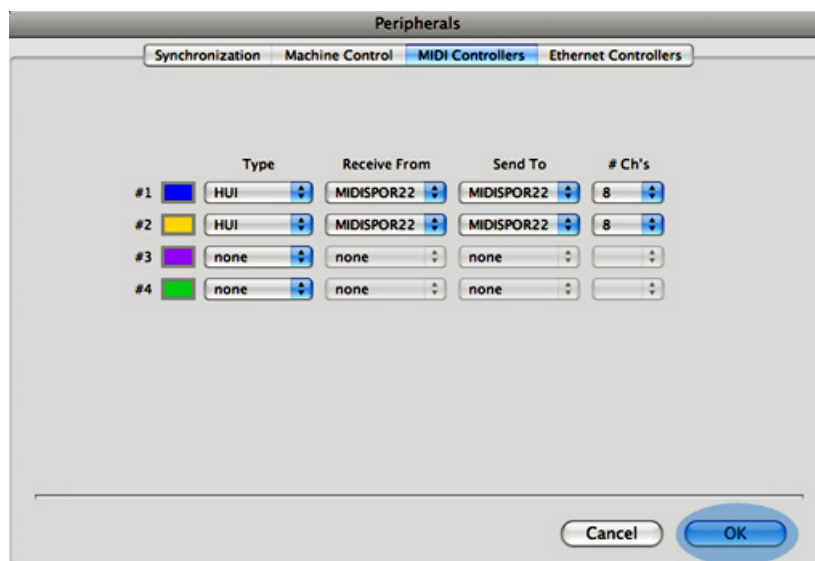 Peripherals
Synchronization Machine Control MIDI Controllers Ethernet Controllers
Type Receive From Send To # Ch's
#1 HUI MIDISPOR22 MIDISPOR22 8
#2 HUI MIDISPOR22 MIDISPOR22 8
#3 none none none
#4 none none none
Cancel OK